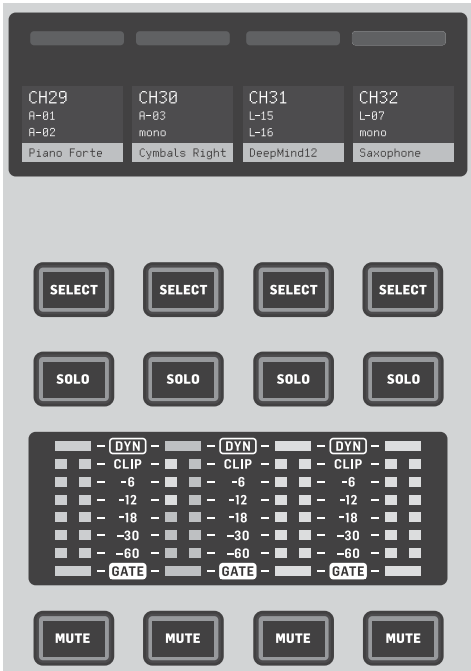 CH29 CH30 CH31 CH32
A-01 A-03 L-15 L-07
A-02 mono L-16 mono
Piano Forte Cymbals Right DeepMind12 Saxophone
SELECT SELECT SELECT SELECT
SOLO SOLO SOLO SOLO
DYN DYN DYN
CLIP CLIP CLIP
-6 -6 -6
-12 -12 -12
-18 -18 -18
-30 -30 -30
-60 -60 -60
GATE GATE GATE
MUTE MUTE MUTE MUTE